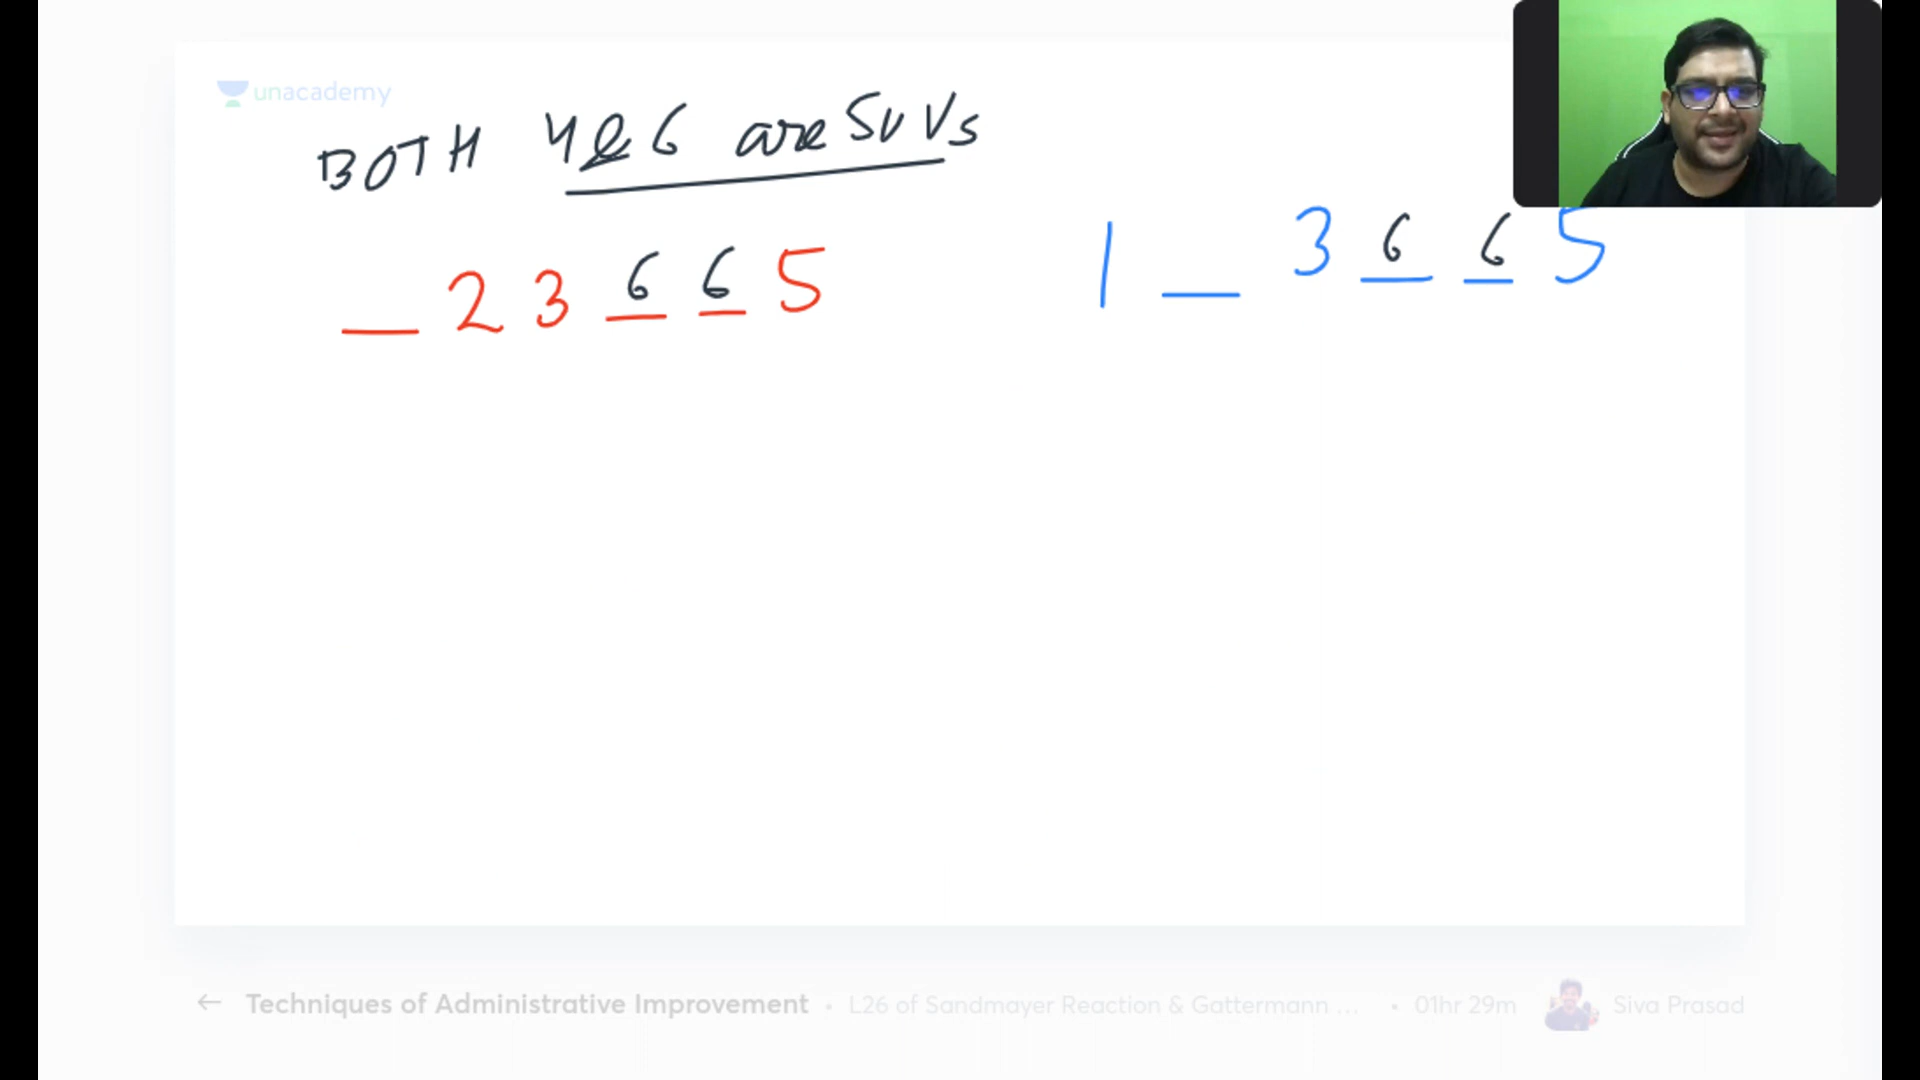 unacademy
BOTH 4&6 are SUVs
_ 2 3 6 6 5
1 _ 3 6 6 5
← Techniques of Administrative Improvement • L26 of Sandmayer Reaction & Gattermann ... • 01hr 29m Siva Prasad